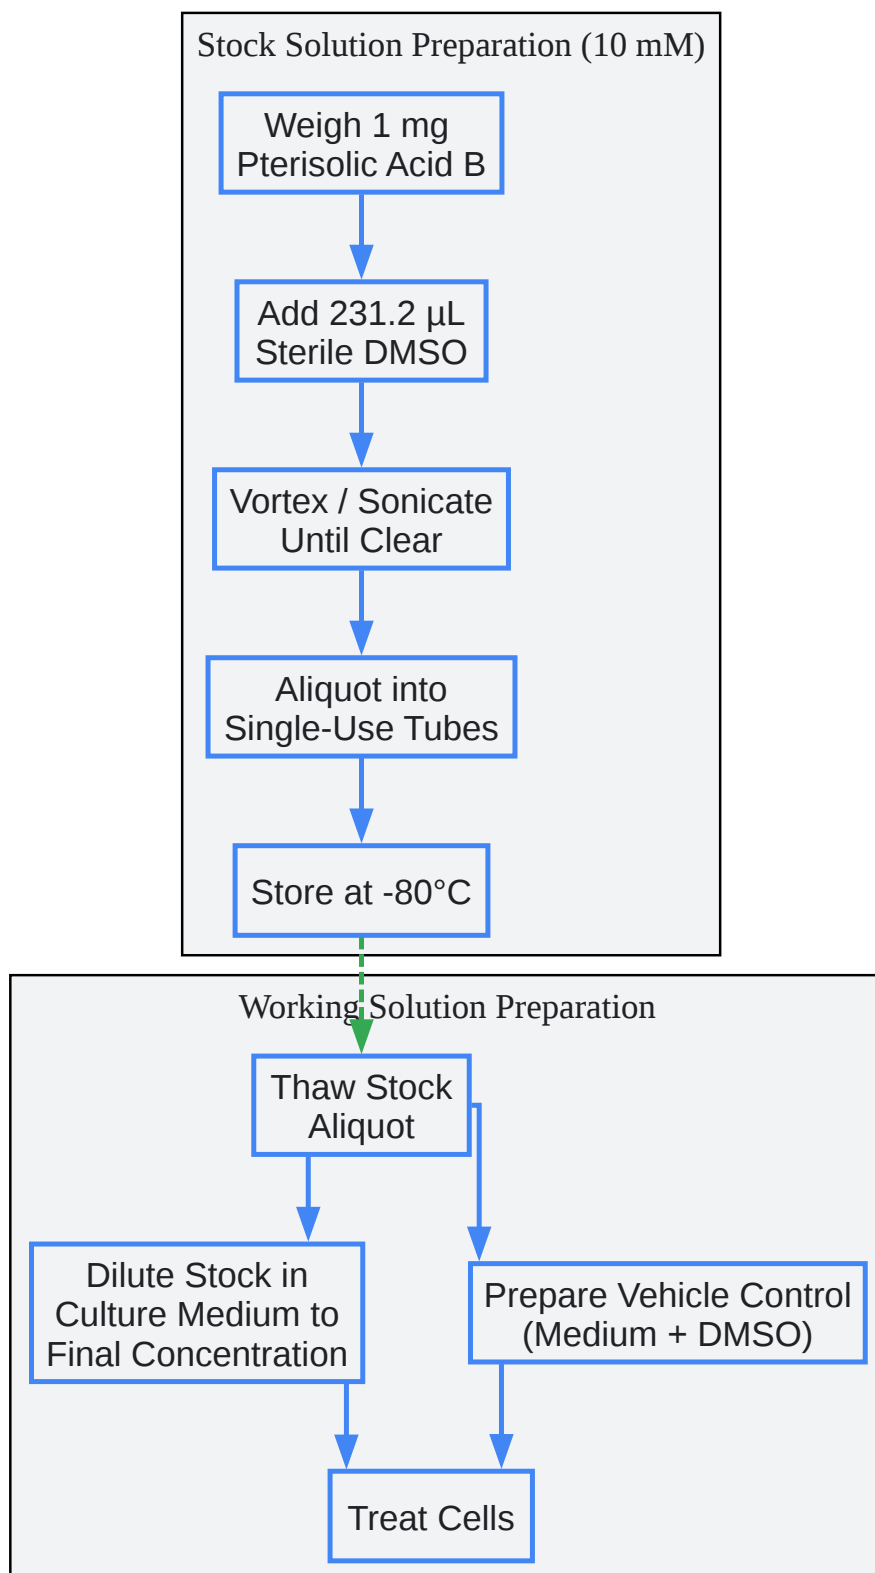 Stock Solution Preparation (10 mM)
Weigh 1 mg
Pterisolic Acid B
Add 231.2 µL
Sterile DMSO
Vortex / Sonicate
Until Clear
Aliquot into
Single-Use Tubes
Store at -80°C
Working Solution Preparation
Thaw Stock
Aliquot
Dilute Stock in
Culture Medium to
Final Concentration
Prepare Vehicle Control
(Medium + DMSO)
Treat Cells